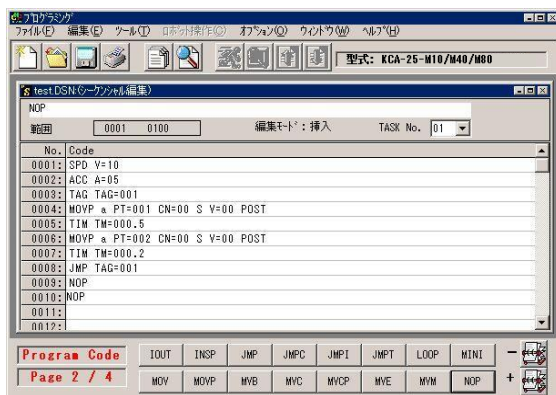 プログラミング
ファイル(F) 編集(E) ツール(T) ロボット操作(C) オプション(O) ウィンドウ(W) ヘルプ(H)
型式: KCA-25-M10/M40/M80
test.DSN:(シーケンシャル編集)
NOP
範囲 0001 0100 編集モード:挿入 TASK No. 01
No. Code
0001: SPD V=10
0002: ACC A=05
0003: TAG TAG=001
0004: MOVP a PT=001 CN=00 S V=00 POST
0005: TIM TM=000.5
0006: MOVP a PT=002 CN=00 S V=00 POST
0007: TIM TM=000.2
0008: JMP TAG=001
0009: NOP
0010: NOP
0011:
0012:
Program Code IOUT INSP JMP JMPC JMPI JMPT LOOP MINI -
Page 2 / 4 MOV MOVP MVB MVC MVCP MVE MVM NOP +